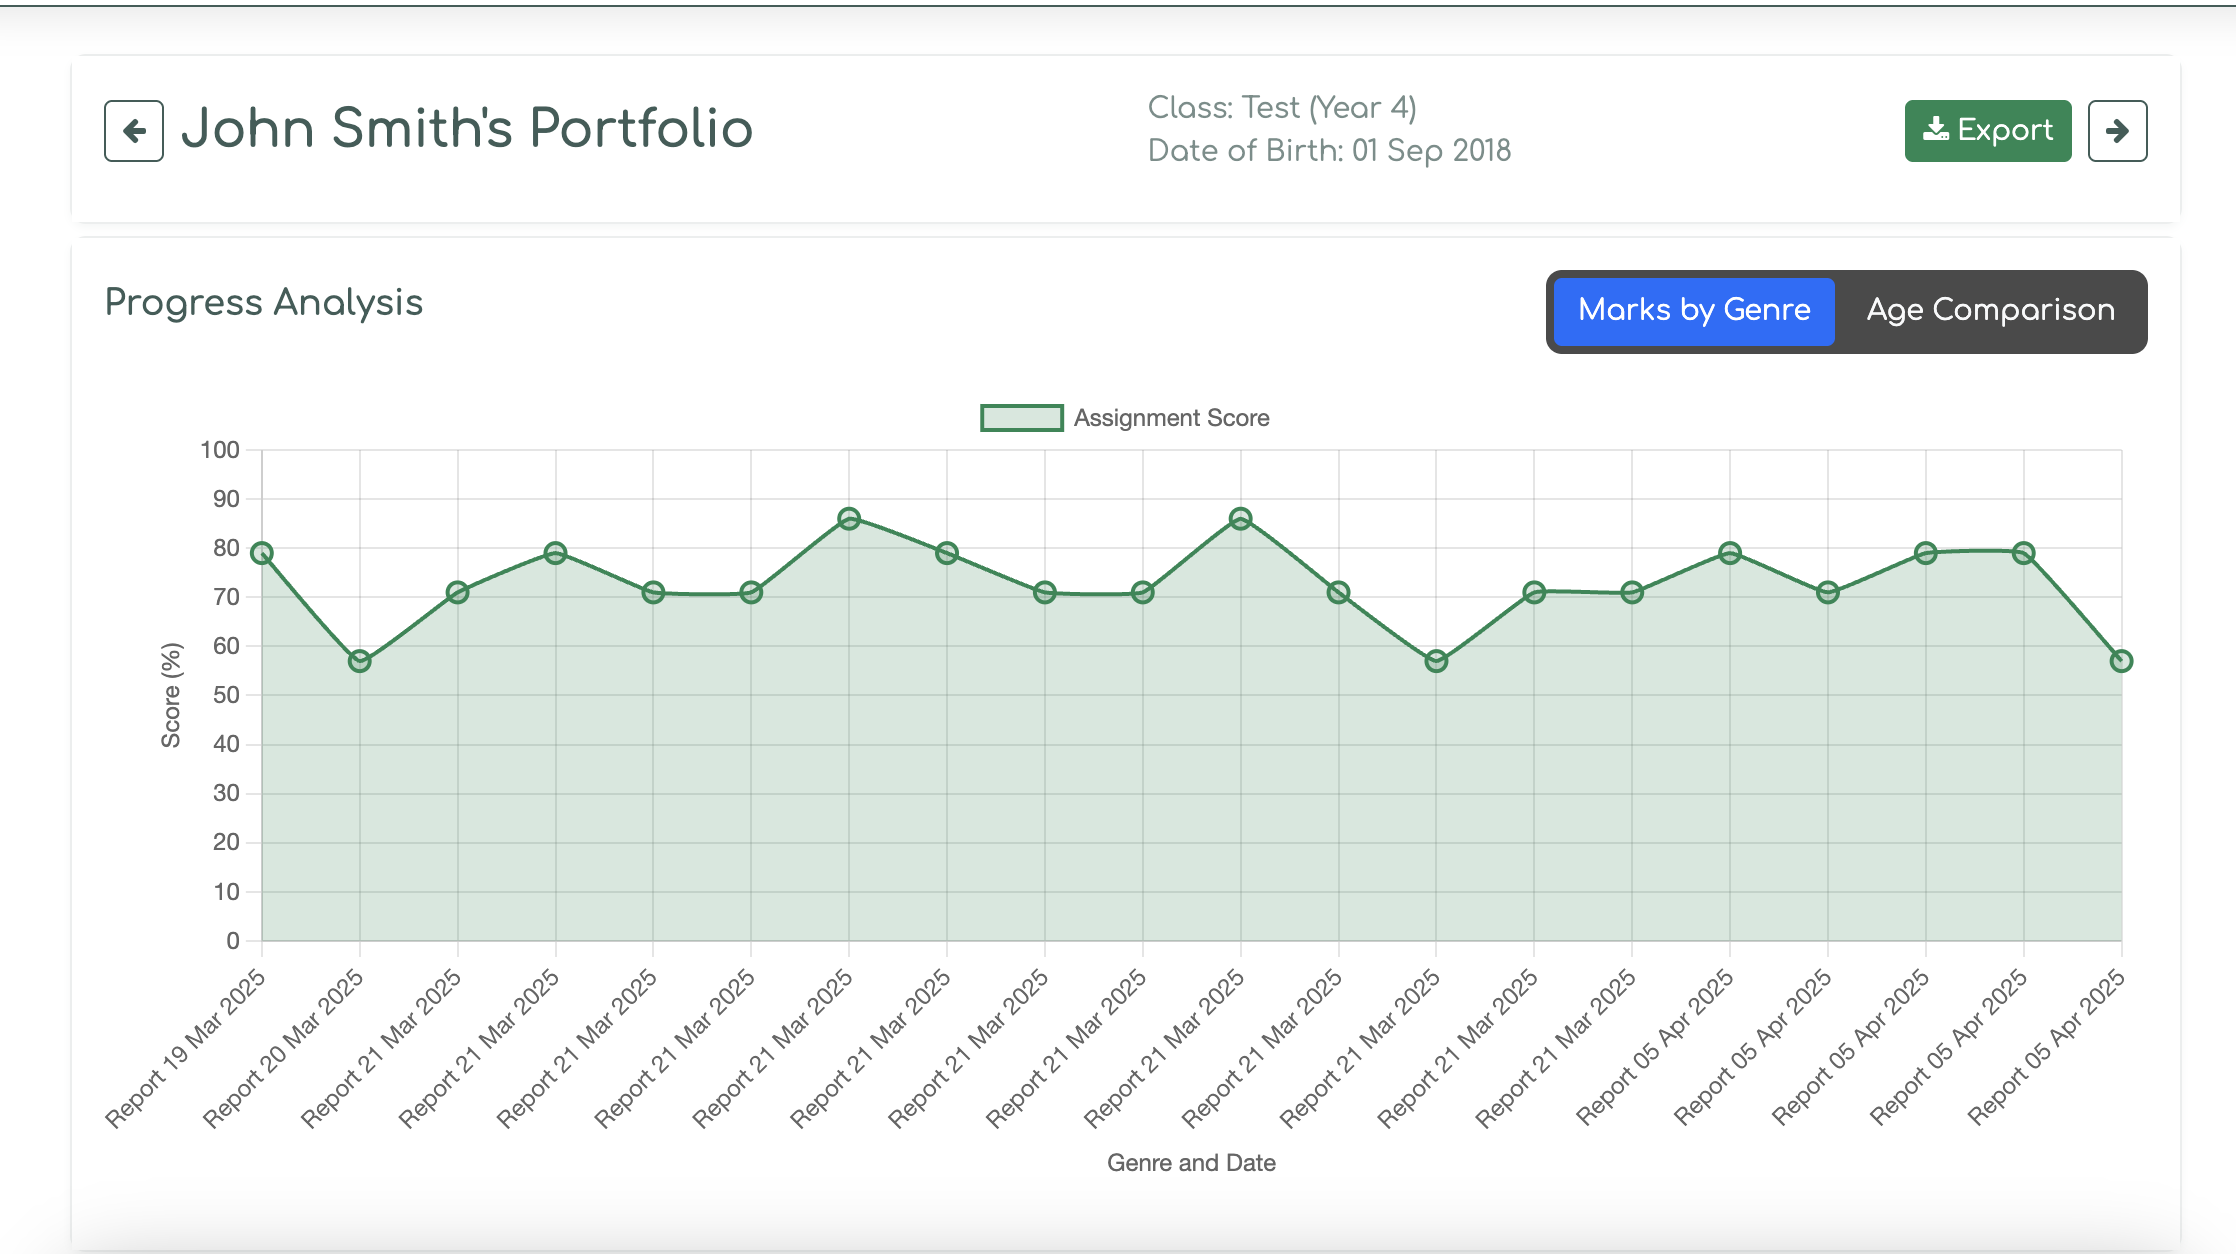 John Smith's Portfolio
Class: Test (Year 4)
Date of Birth: 01 Sep 2018
Export
Progress Analysis
Marks by Genre
Age Comparison
Assignment Score
100
90
80
70
60
50
40
30
20
10
0
Score (%)
Report 19 Mar 2025
Report 20 Mar 2025
Report 21 Mar 2025
Report 21 Mar 2025
Report 21 Mar 2025
Report 21 Mar 2025
Report 21 Mar 2025
Report 21 Mar 2025
Report 21 Mar 2025
Report 21 Mar 2025
Report 21 Mar 2025
Report 21 Mar 2025
Report 21 Mar 2025
Report 21 Mar 2025
Report 21 Mar 2025
Report 05 Apr 2025
Report 05 Apr 2025
Report 05 Apr 2025
Report 05 Apr 2025
Report 05 Apr 2025
Genre and Date